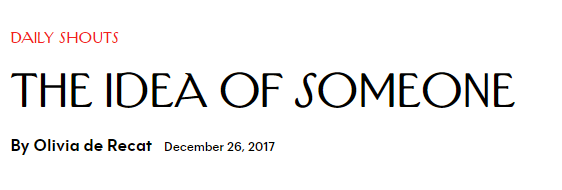 DAILY SHOUTS
THE IDEA OF SOMEONE
By Olivia de Recat December 26, 2017